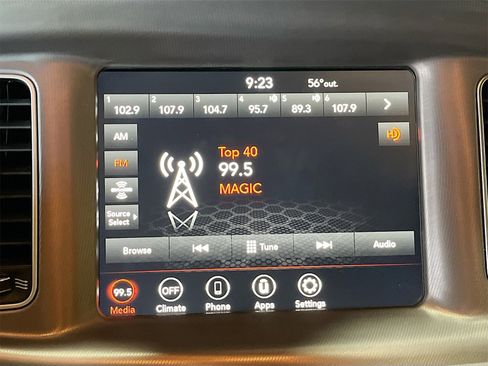 9:23 56°out.
1 2 3 4 5 6
102.9 107.9 104.7 95.7 89.3 107.9
AM
FM
Top 40
99.5
MAGIC
HD
Source
Select
Browse Tune Audio
99.5 OFF
Media Climate Phone Apps Settings